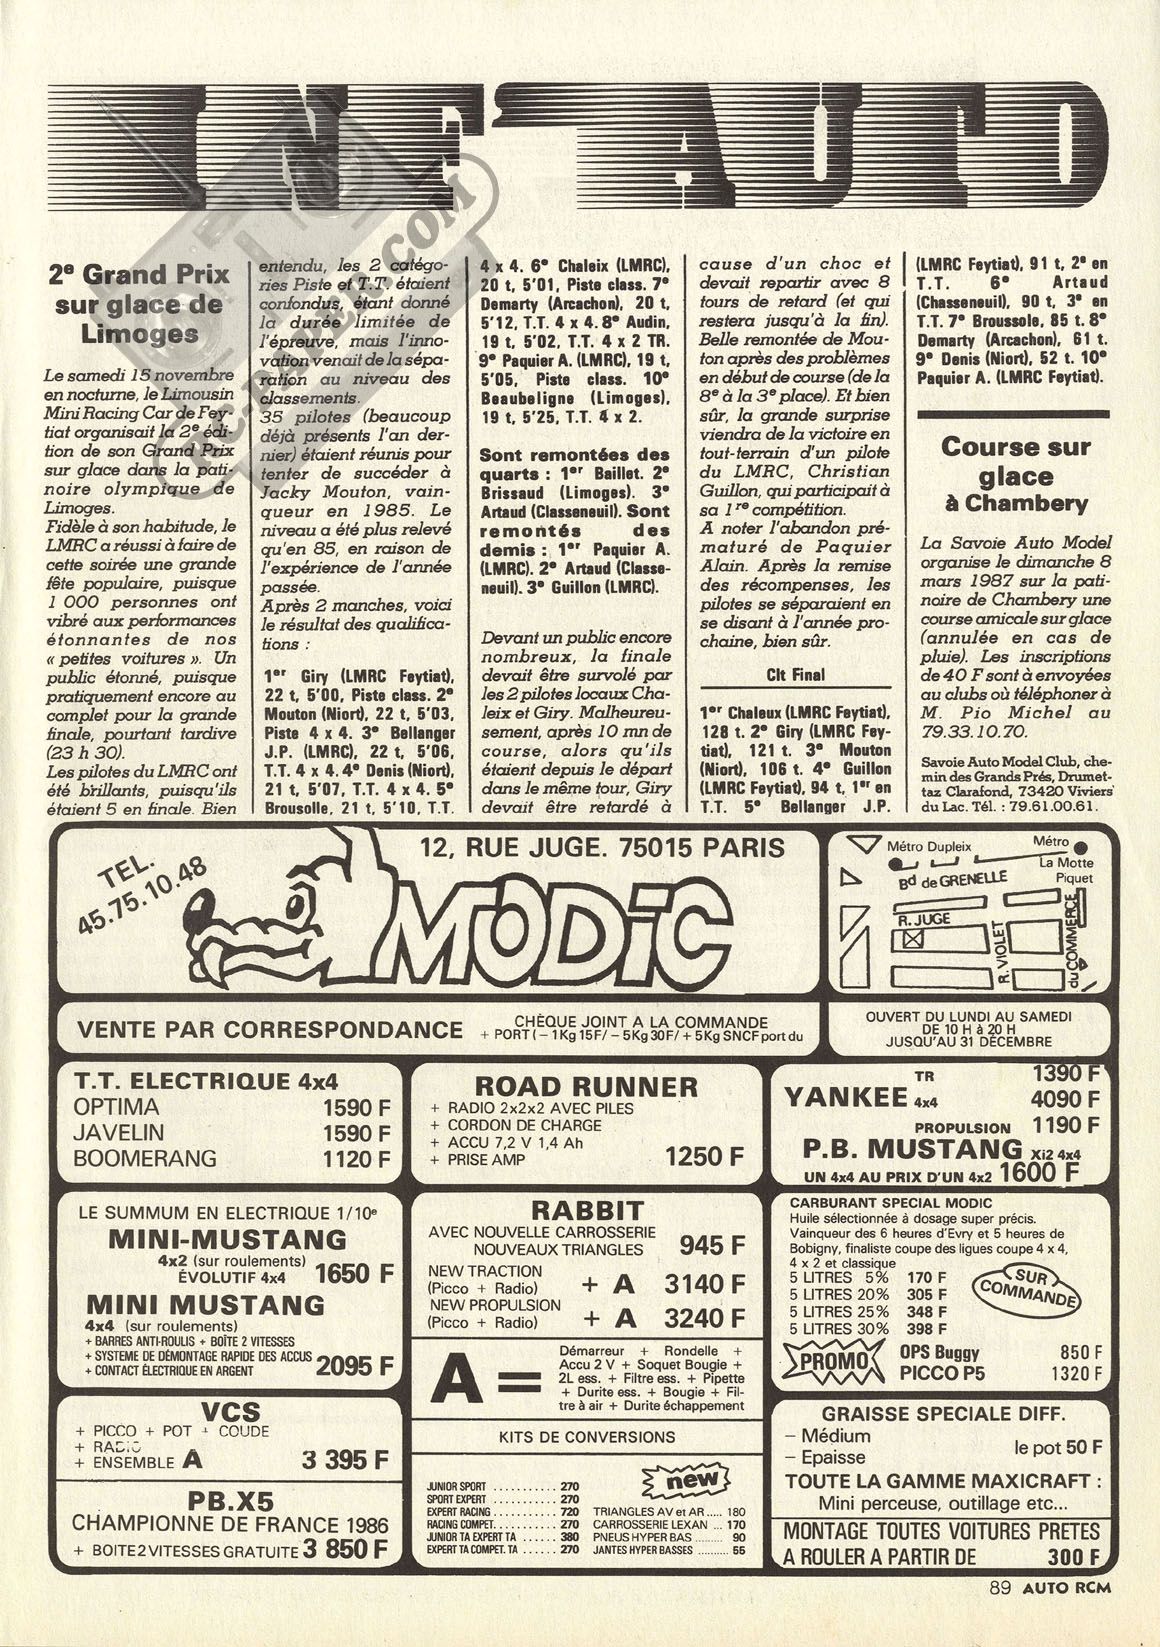 INF' AUTO
RC-PAPER.COM
2e Grand Prix
sur glace de
Limoges
Le samedi 15 novembre
en nocturne, le Limousin
Mini Racing Car de Fey-
tiat organisait la 2e édi-
tion de son Grand Prix
sur glace dans la pati-
noire olympique de
Limoges.
Fidèle à son habitude, le
LMRC a réussi à faire de
cette soirée une grande
fête populaire, puisque
1 000 personnes ont
vibré aux performances
étonnantes de nos
« petites voitures ». Un
public étonné, puisque
pratiquement encore au
complet pour la grande
finale, pourtant tardive
(23 h 30).
Les pilotes du LMRC ont
été brillants, puisqu'ils
étaient 5 en finale. Bien
entendu, les 2 catégo-
ries Piste et T.T. étaient
confondus, étant donné
la durée limitée de
l'épreuve, mais l'inno-
vation venait de la sépa-
ration au niveau des
classements.
35 pilotes (beaucoup
déjà présents l'an der-
nier) étaient réunis pour
tenter de succéder à
Jacky Mouton, vain-
queur en 1985. Le
niveau a été plus relevé
qu'en 85, en raison de
l'expérience de l'année
passée.
Après 2 manches, voici
le résultat des qualifica-
tions :
1er Giry (LMRC Feytiat),
22 t, 5'00, Piste class. 2e
Mouton (Niort), 22 t, 5'03,
Piste 4 x 4. 3e Bellanger
J.P. (LMRC), 22 t, 5'06,
T.T. 4 x 4. 4e Denis (Niort),
21 t, 5'07, T.T. 4 x 4. 5e
Brousolle, 21 t, 5'10, T.T.
4 x 4. 6e Chaleix (LMRC),
20 t, 5'01, Piste class. 7e
Demarty (Arcachon), 20 t,
5'12, T.T. 4 x 4. 8e Audin,
19 t, 5'02, T.T. 4 x 2 TR.
9e Paquier A. (LMRC), 19 t,
5'05, Piste class. 10e
Beaubeligne (Limoges),
19 t, 5'25, T.T. 4 x 2.
Sont remontées des
quarts : 1er Baillet. 2e
Brissaud (Limoges). 3e
Artaud (Classeneuil). Sont
remontés des
demis : 1er Paquier A.
(LMRC). 2e Artaud (Classe-
neuil). 3e Guillon (LMRC).
Devant un public encore
nombreux, la finale
devait être survolé par
les 2 pilotes locaux Cha-
leix et Giry. Malheureu-
sement, après 10 mn de
course, alors qu'ils
étaient depuis le départ
dans le même tour, Giry
devait être retardé à
cause d'un choc et
devait repartir avec 8
tours de retard (et qui
restera jusqu'à la fin).
Belle remontée de Mou-
ton après des problèmes
en début de course (de la
8e à la 3e place). Et bien
sûr, la grande surprise
viendra de la victoire en
tout-terrain d'un pilote
du LMRC, Christian
Guillon, qui participait à
sa 1re compétition.
A noter l'abandon pré-
maturé de Paquier
Alain. Après la remise
des récompenses, les
pilotes se séparaient en
se disant à l'année pro-
chaine, bien sûr.
Clt Final
1er Chaleux (LMRC Feytiat),
128 t. 2e Giry (LMRC Fey-
tiat), 121 t. 3e Mouton
(Niort), 106 t. 4e Guillon
(LMRC Feytiat), 94 t, 1er en
T.T. 5e Bellanger J.P.
(LMRC Feytiat), 91 t, 2e en
T.T. 6e Artaud
(Chasseneuil), 90 t, 3e en
T.T. 7e Broussole, 85 t. 8e
Demarty (Arcachon), 61 t.
9e Denis (Niort), 52 t. 10e
Paquier A. (LMRC Feytiat).
Course sur
glace
à Chambery
La Savoie Auto Model
organise le dimanche 8
mars 1987 sur la pati-
noire de Chambery une
course amicale sur glace
(annulée en cas de
pluie). Les inscriptions
de 40 F sont à envoyées
au clubs où téléphoner à
M. Pio Michel au
79.33.10.70.
Savoie Auto Model Club, che-
min des Grands Prés, Drumet-
taz Clarafond, 73420 Viviers
du Lac. Tél. : 79.61.00.61.
TEL.
45.75.10.48
12, RUE JUGE. 75015 PARIS
MODiC
Métro Dupleix
Métro
La Motte
Piquet
Bd de GRENELLE
R. JUGE
R. VIOLET
du COMMERCE
VENTE PAR CORRESPONDANCE
CHÈQUE JOINT A LA COMMANDE
+ PORT (– 1Kg 15F/ – 5Kg 30F/ + 5Kg SNCF port du
OUVERT DU LUNDI AU SAMEDI
DE 10 H à 20 H
JUSQU'AU 31 DÉCEMBRE
T.T. ELECTRIQUE 4x4
OPTIMA 1590 F
JAVELIN 1590 F
BOOMERANG 1120 F
ROAD RUNNER
+ RADIO 2x2x2 AVEC PILES
+ CORDON DE CHARGE
+ ACCU 7,2 V 1,4 Ah
+ PRISE AMP 1250 F
YANKEE TR 1390 F
4x4 4090 F
PROPULSION 1190 F
P.B. MUSTANG Xi2 4x4
UN 4x4 AU PRIX D'UN 4x2 1600 F
LE SUMMUM EN ELECTRIQUE 1/10e
MINI-MUSTANG
4x2 (sur roulements)
ÉVOLUTIF 4x4 1650 F
MINI MUSTANG
4x4 (sur roulements)
+ BARRES ANTI-ROULIS + BOÎTE 2 VITESSES
+ SYSTEME DE DÉMONTAGE RAPIDE DES ACCUS
+ CONTACT ÉLECTRIQUE EN ARGENT 2095 F
RABBIT
AVEC NOUVELLE CARROSSERIE
NOUVEAUX TRIANGLES 945 F
NEW TRACTION
(Picco + Radio) + A 3140 F
NEW PROPULSION
(Picco + Radio) + A 3240 F
A =
Démarreur + Rondelle +
Accu 2 V + Soquet Bougie +
2L ess. + Filtre ess. + Pipette
+ Durite ess. + Bougie + Fil-
tre à air + Durite échappement
CARBURANT SPECIAL MODIC
Huile sélectionnée à dosage super précis.
Vainqueur des 6 heures d'Evry et 5 heures de
Bobigny, finaliste coupe des ligues coupe 4 x 4,
4 x 2 et classique
5 LITRES 5% 170 F
5 LITRES 20% 305 F
5 LITRES 25% 348 F
5 LITRES 30% 398 F
SUR
COMMANDE
PROMO
OPS Buggy 850 F
PICCO P5 1320 F
VCS
+ PICCO + POT + COUDE
+ RADIO
+ ENSEMBLE A 3 395 F
PB.X5
CHAMPIONNE DE FRANCE 1986
+ BOITE 2 VITESSES GRATUITE 3 850 F
KITS DE CONVERSIONS
JUNIOR SPORT ........... 270
SPORT EXPERT .......... 270
EXPERT RACING .......... 720
RACING COMPET. ......... 270
JUNIOR TA EXPERT TA ...... 380
EXPERT TA COMPET. TA ...... 270
new
TRIANGLES AV et AR ..... 180
CARROSSERIE LEXAN ... 170
PNEUS HYPER BAS ........ 90
JANTES HYPER BASSES ......... 55
GRAISSE SPECIALE DIFF.
– Médium
– Epaisse
le pot 50 F
TOUTE LA GAMME MAXICRAFT :
Mini perceuse, outillage etc...
MONTAGE TOUTES VOITURES PRETES
A ROULER A PARTIR DE 300 F
89 AUTO RCM